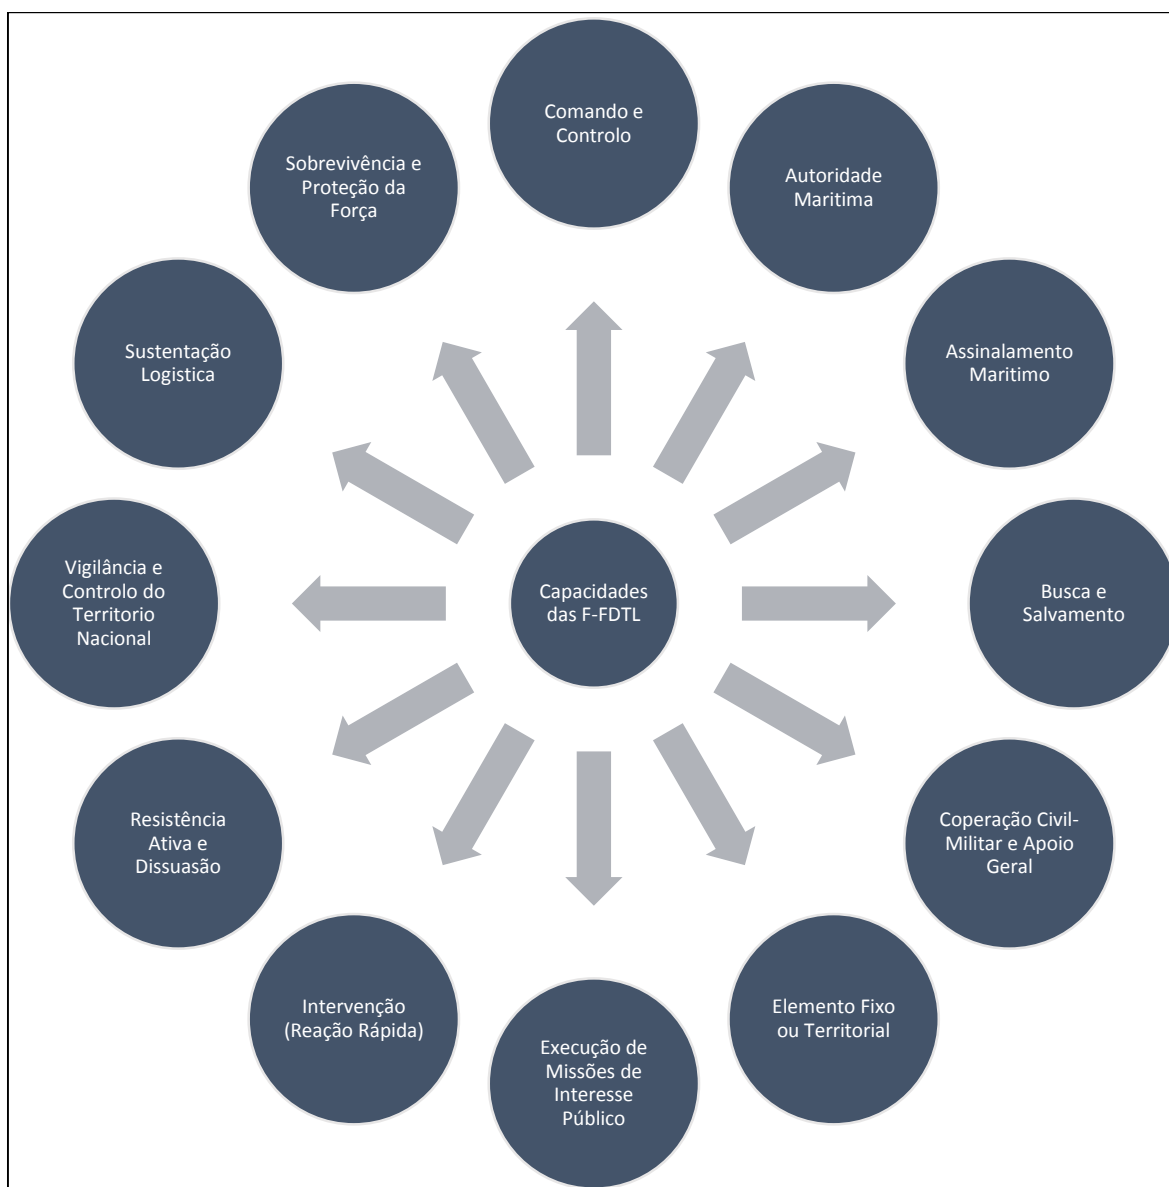 Comando e
Controlo
Autoridade
Maritima
Assinalamento
Maritimo
Busca e
Salvamento
Coperação Civil-
Militar e Apoio
Geral
Elemento Fixo
ou Territorial
Execução de
Missões de
Interesse
Público
Intervenção
(Reação Rápida)
Resistência
Ativa e
Dissuasão
Vigilância e
Controlo do
Territorio
Nacional
Sustentação
Logistica
Sobrevivência e
Proteção da
Força
Capacidades
das F-FDTL